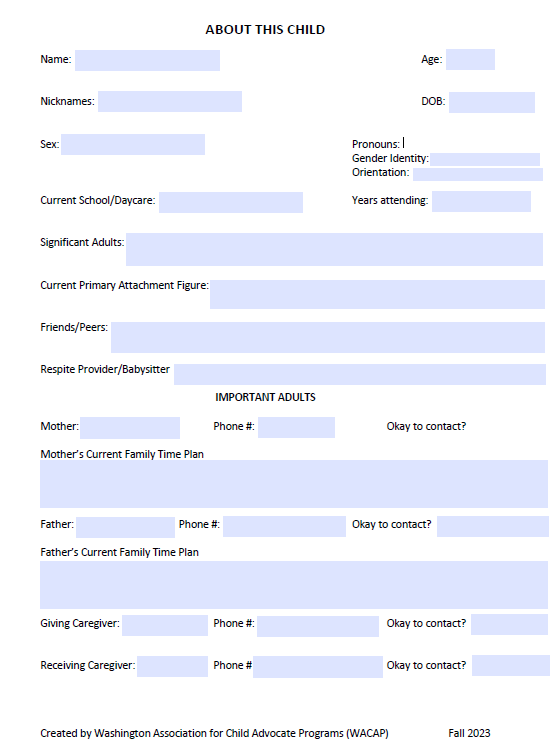 ABOUT THIS CHILD
Name: Age:
Nicknames: DOB:
Sex: Pronouns:
Gender Identity:
Orientation:
Current School/Daycare: Years attending:
Significant Adults:
Current Primary Attachment Figure:
Friends/Peers:
Respite Provider/Babysitter
IMPORTANT ADULTS
Mother: Phone #: Okay to contact?
Mother's Current Family Time Plan
Father: Phone #: Okay to contact?
Father's Current Family Time Plan
Giving Caregiver: Phone #: Okay to contact?
Receiving Caregiver: Phone # Okay to contact?
Created by Washington Association for Child Advocate Programs (WACAP) Fall 2023